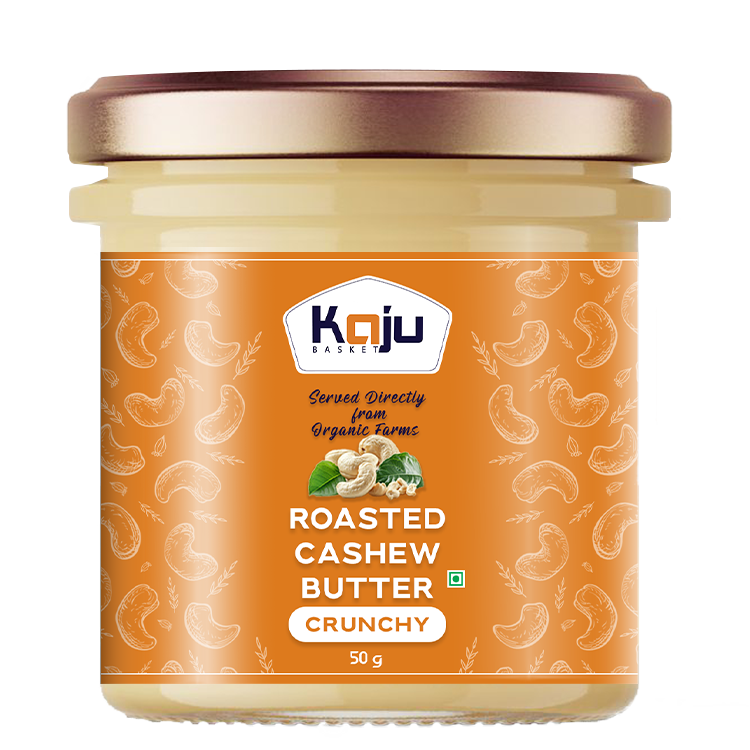 Kaju
BASKET
Served Directly
from
Organic Farms
ROASTED
CASHEW
BUTTER
CRUNCHY
50 g